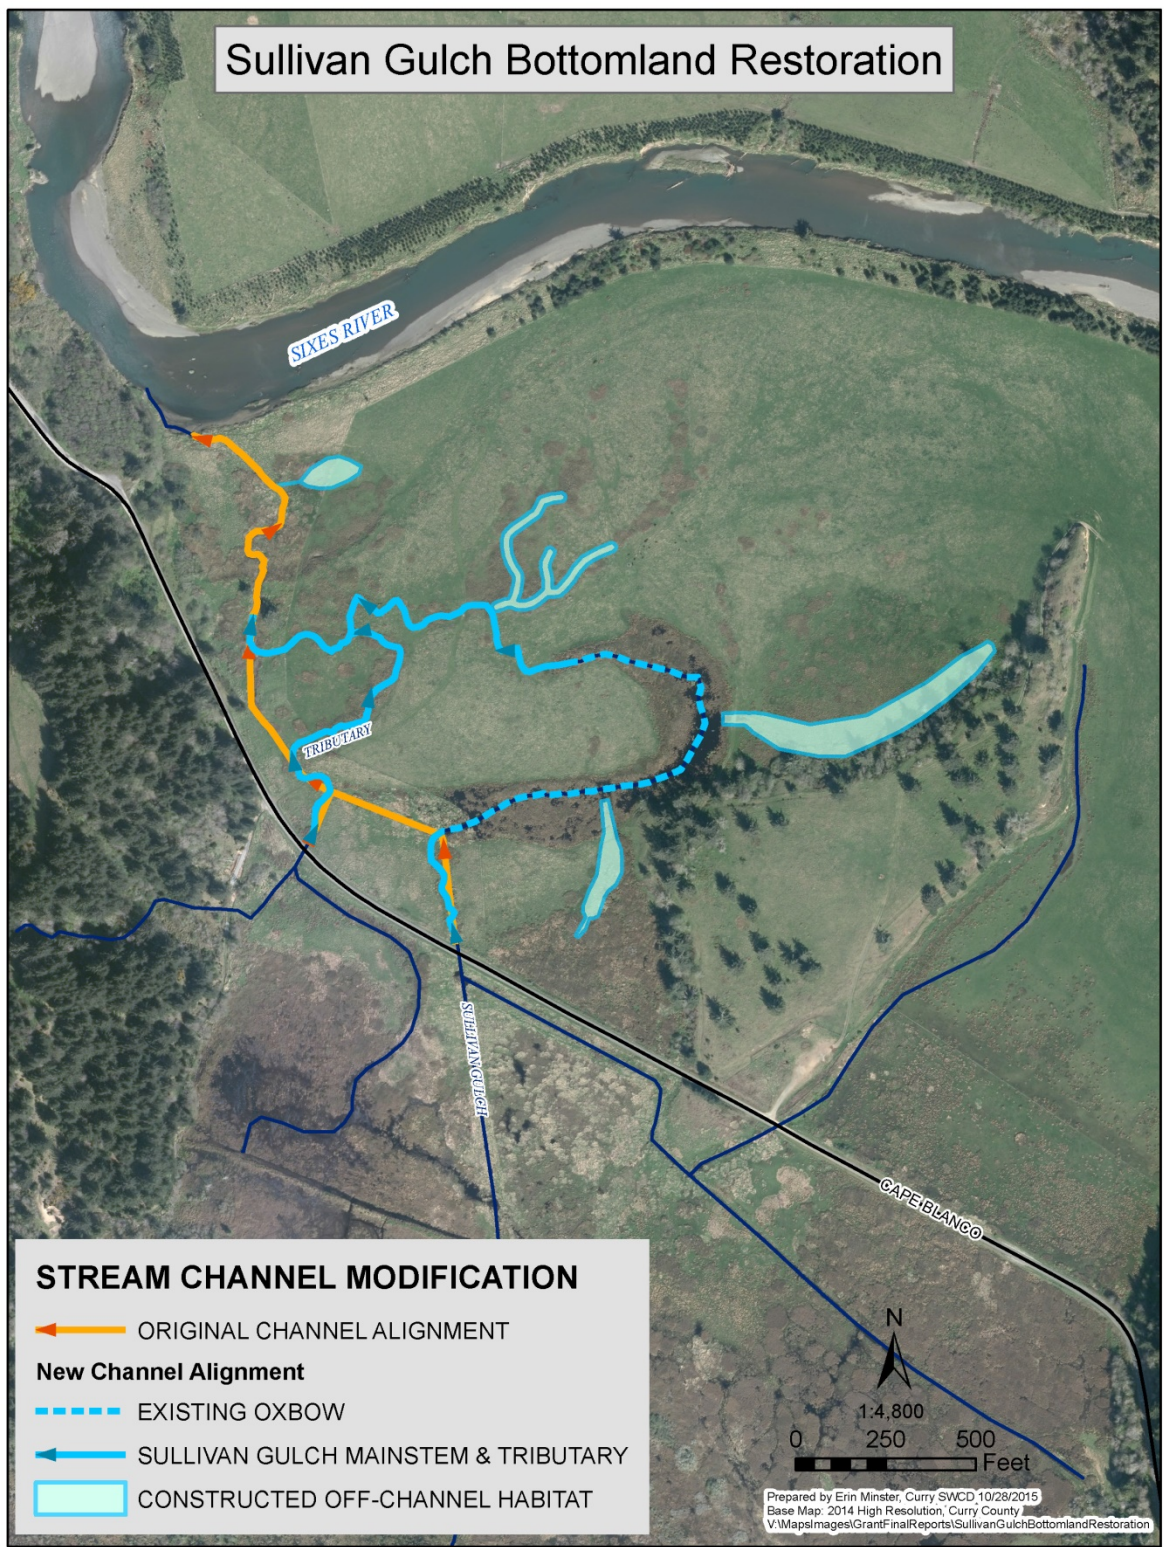 Sullivan Gulch Bottomland Restoration
SIXES RIVER
TRIBUTARY
SULLIVAN GULCH
CAPE BLANCO
STREAM CHANNEL MODIFICATION
ORIGINAL CHANNEL ALIGNMENT
New Channel Alignment
EXISTING OXBOW
SULLIVAN GULCH MAINSTEM & TRIBUTARY
CONSTRUCTED OFF-CHANNEL HABITAT
N
1:4,800
0 250 500
Feet
Prepared by Erin Minster, Curry SWCD 10/28/2015
Base Map: 2014 High Resolution, Curry County
V:\MapsImages\GrantFinalReports\SullivanGulchBottomlandRestoration